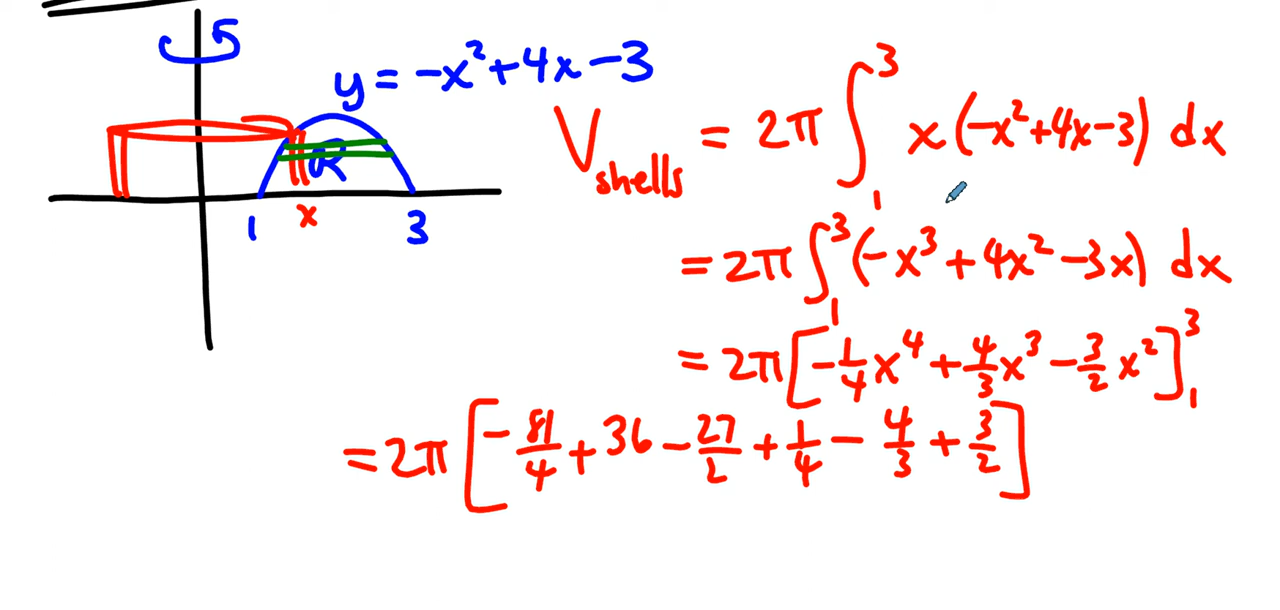 y = -x² + 4x - 3
R
1 x 3
V_shells = 2π ∫₁³ x (-x² + 4x - 3) dx
= 2π ∫₁³ (-x³ + 4x² - 3x) dx
= 2π [-1/4 x⁴ + 4/3 x³ - 3/2 x²]₁³
= 2π [-81/4 + 36 - 27/2 + 1/4 - 4/3 + 3/2]